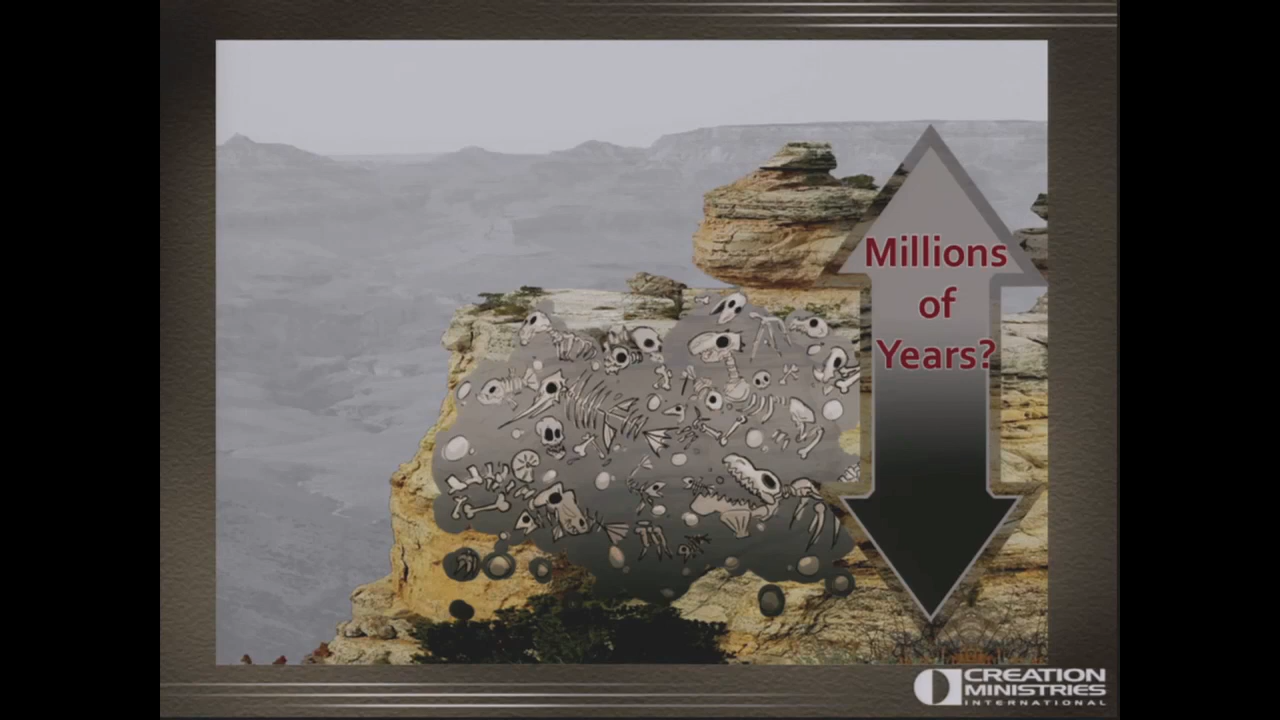 Millions
of
Years?
CREATION
MINISTRIES
INTERNATIONAL